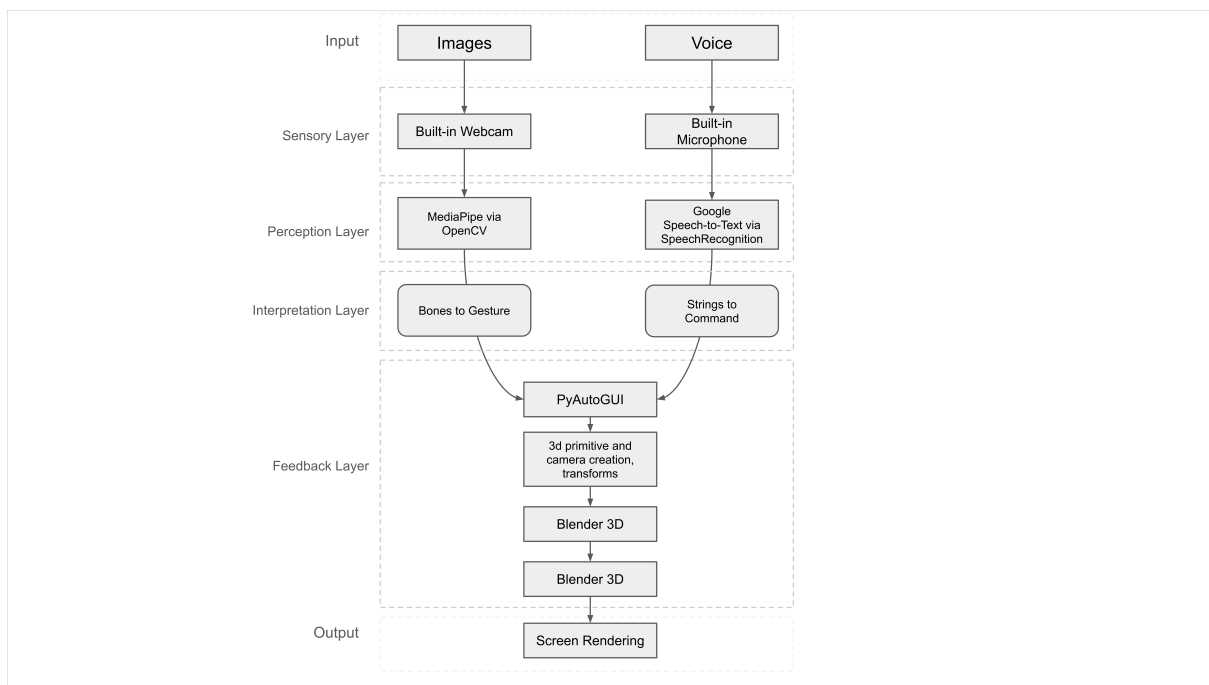 Input
Images
Voice
Sensory Layer
Built-in Webcam
Built-in
Microphone
Perception Layer
MediaPipe via
OpenCV
Google
Speech-to-Text via
SpeechRecognition
Interpretation Layer
Bones to Gesture
Strings to
Command
Feedback Layer
PyAutoGUI
3d primitive and
camera creation,
transforms
Blender 3D
Blender 3D
Output
Screen Rendering